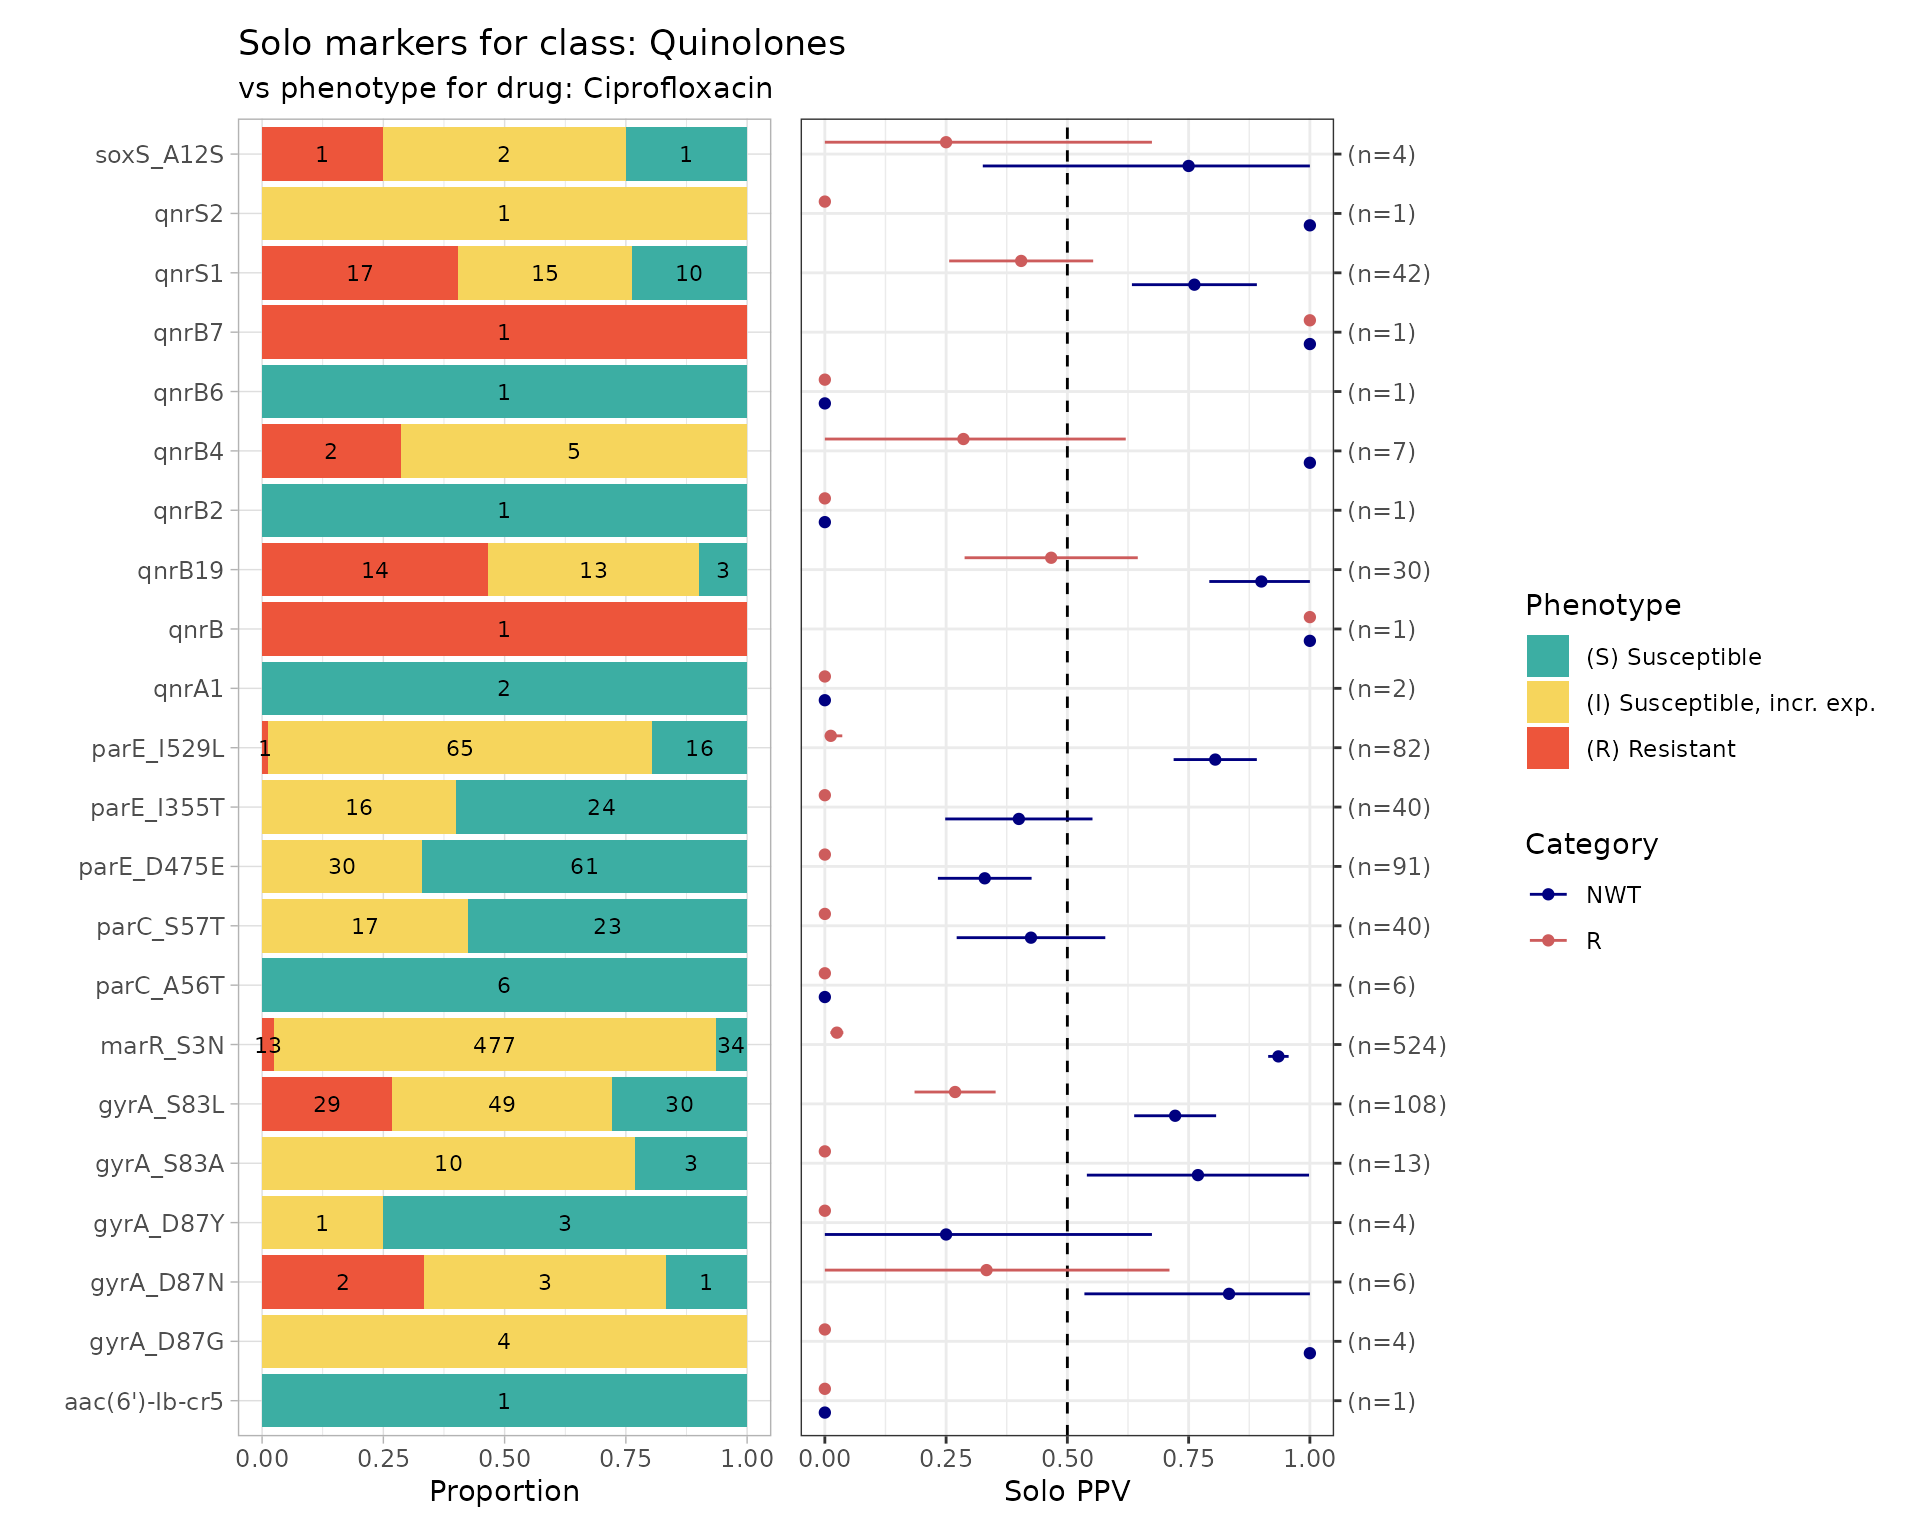 Solo markers for class: Quinolones
vs phenotype for drug: Ciprofloxacin
soxS_A12S 1 2 1 (n=4)
qnrS2 1 (n=1)
qnrS1 17 15 10 (n=42)
qnrB7 1 (n=1)
qnrB6 1 (n=1)
qnrB4 2 5 (n=7)
qnrB2 1 (n=1)
qnrB19 14 13 3 (n=30)
qnrB 1 (n=1)
qnrA1 2 (n=2)
parE_I529L 1 65 16 (n=82)
parE_I355T 16 24 (n=40)
parE_D475E 30 61 (n=91)
parC_S57T 17 23 (n=40)
parC_A56T 6 (n=6)
marR_S3N 13 477 34 (n=524)
gyrA_S83L 29 49 30 (n=108)
gyrA_S83A 10 3 (n=13)
gyrA_D87Y 1 3 (n=4)
gyrA_D87N 2 3 1 (n=6)
gyrA_D87G 4 (n=4)
aac(6')-Ib-cr5 1 (n=1)
0.00 0.25 0.50 0.75 1.00
Proportion
0.00 0.25 0.50 0.75 1.00
Solo PPV
Phenotype
(S) Susceptible
(I) Susceptible, incr. exp.
(R) Resistant
Category
NWT
R